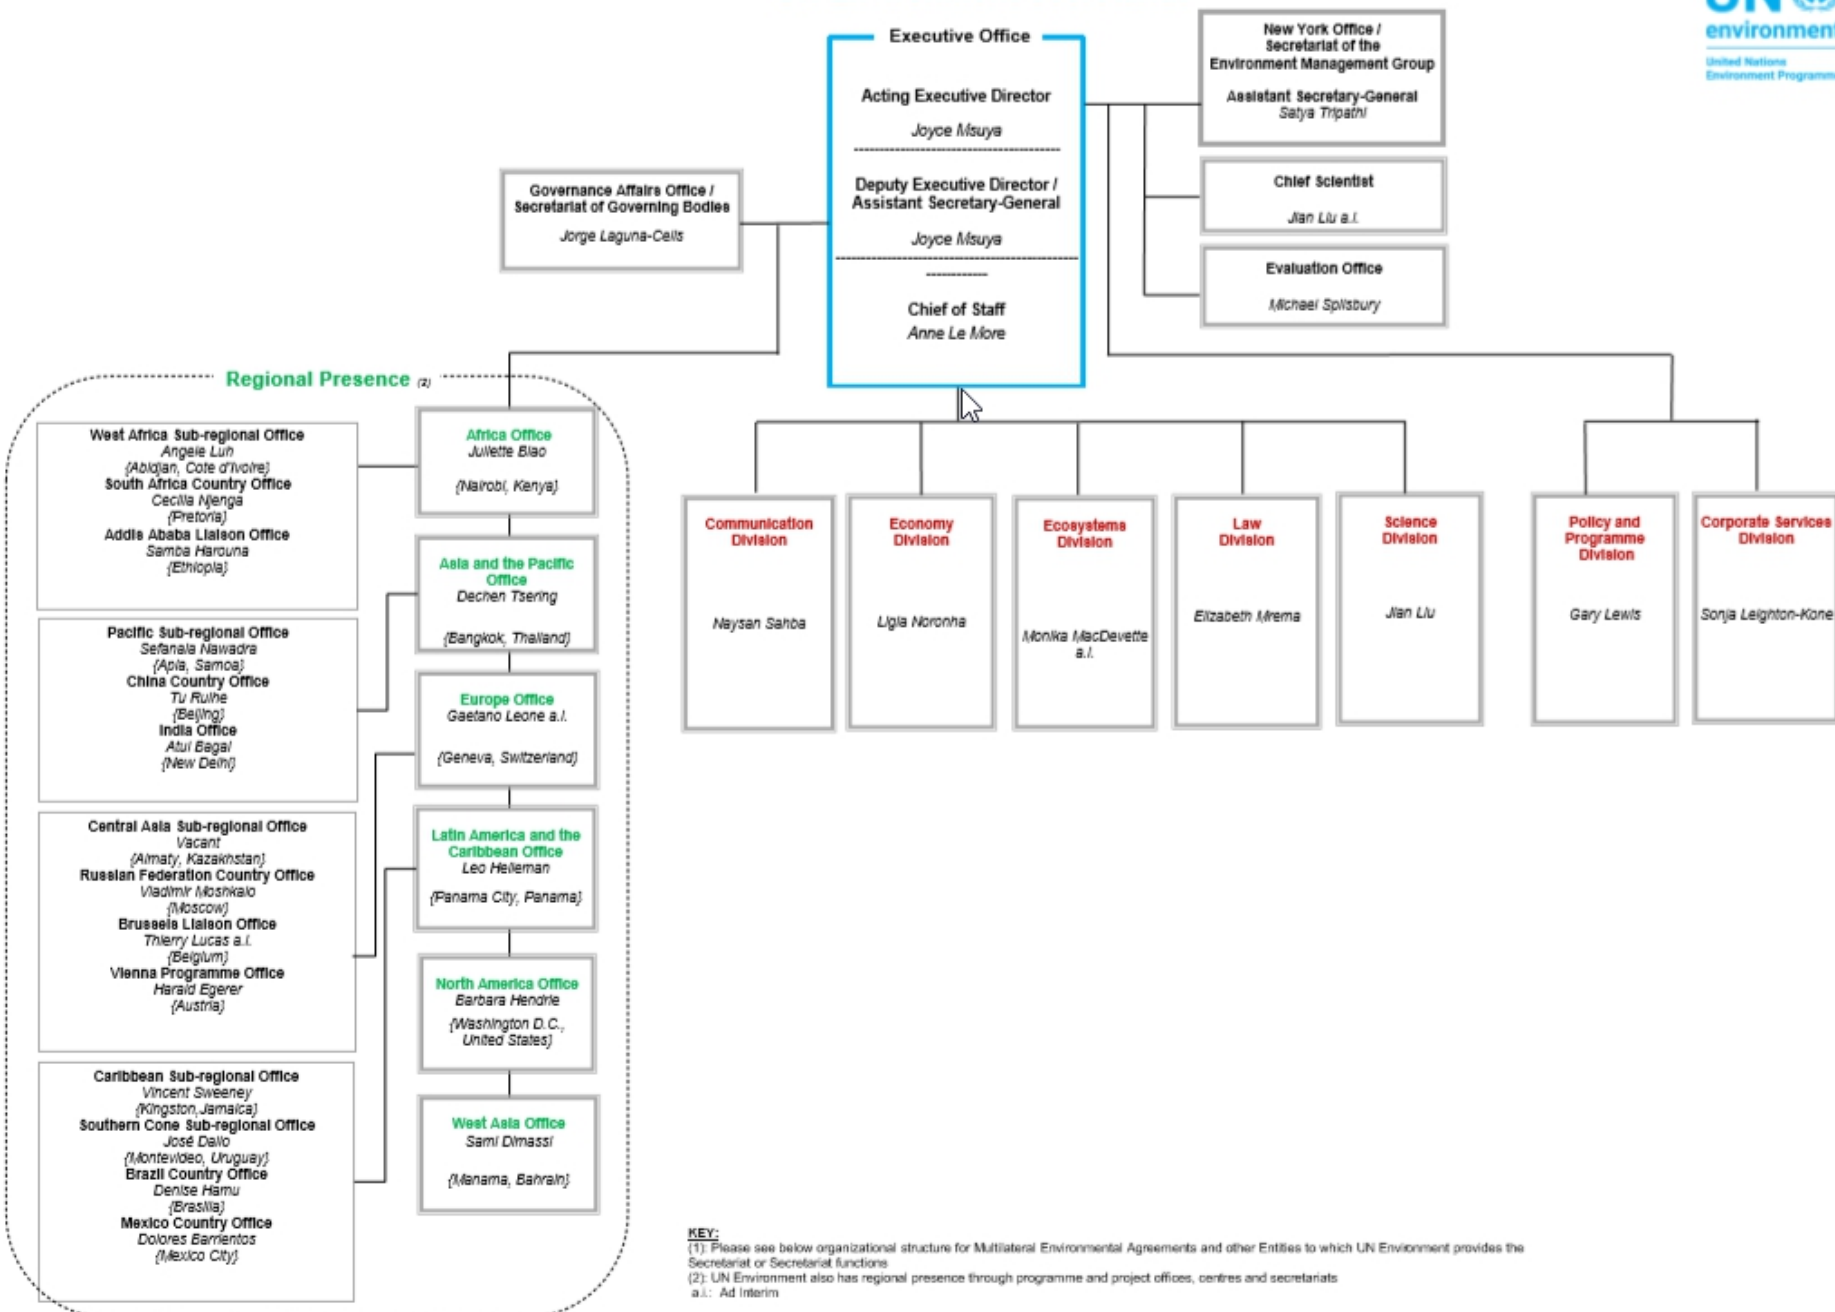 UN
environment
United Nations
Environment Programme
Executive Office
Acting Executive Director
Joyce Msuya
Deputy Executive Director /
Assistant Secretary-General
Joyce Msuya
Chief of Staff
Anne Le More
New York Office /
Secretariat of the
Environment Management Group
Assistant Secretary-General
Satya Tripathi
Chief Scientist
Jian Liu a.i.
Evaluation Office
Michael Spilsbury
Governance Affairs Office /
Secretariat of Governing Bodies
Jorge Laguna-Celis
Regional Presence (2)
West Africa Sub-regional Office
Angele Luh
{Abidjan, Cote d'Ivoire}
South Africa Country Office
Cecilia Njenga
{Pretoria}
Addis Ababa Liaison Office
Samba Harouna
{Ethiopia}
Africa Office
Juliette Biao
{Nairobi, Kenya}
Pacific Sub-regional Office
Sefanaia Nawadra
{Apia, Samoa}
China Country Office
Tu Ruihe
{Beijing}
India Office
Atul Bagai
{New Delhi}
Asia and the Pacific
Office
Dechen Tsering
{Bangkok, Thailand}
Central Asia Sub-regional Office
Vacant
{Almaty, Kazakhstan}
Russian Federation Country Office
Vladimir Moshkalo
{Moscow}
Brussels Liaison Office
Thierry Lucas a.i.
{Belgium}
Vienna Programme Office
Harald Egerer
{Austria}
Europe Office
Gaetano Leone a.i.
{Geneva, Switzerland}
Caribbean Sub-regional Office
Vincent Sweeney
{Kingston,Jamaica}
Southern Cone Sub-regional Office
José Dallo
{Montevideo, Uruguay}
Brazil Country Office
Denise Hamu
{Brasilia}
Mexico Country Office
Dolores Barrientos
{Mexico City}
Latin America and the
Caribbean Office
Leo Heileman
{Panama City, Panama}
North America Office
Barbara Hendrie
{Washington D.C.,
United States}
West Asia Office
Sami Dimassi
{Manama, Bahrain}
Communication
Division
Naysan Sahba
Economy
Division
Ligia Noronha
Ecosystems
Division
Monika MacDevette
a.i.
Law
Division
Elizabeth Mrema
Science
Division
Jian Liu
Policy and
Programme
Division
Gary Lewis
Corporate Services
Division
Sonja Leighton-Kone
KEY:
(1): Please see below organizational structure for Multilateral Environmental Agreements and other Entities to which UN Environment provides the
Secretariat or Secretariat functions
(2): UN Environment also has regional presence through programme and project offices, centres and secretariats
a.i.: Ad Interim